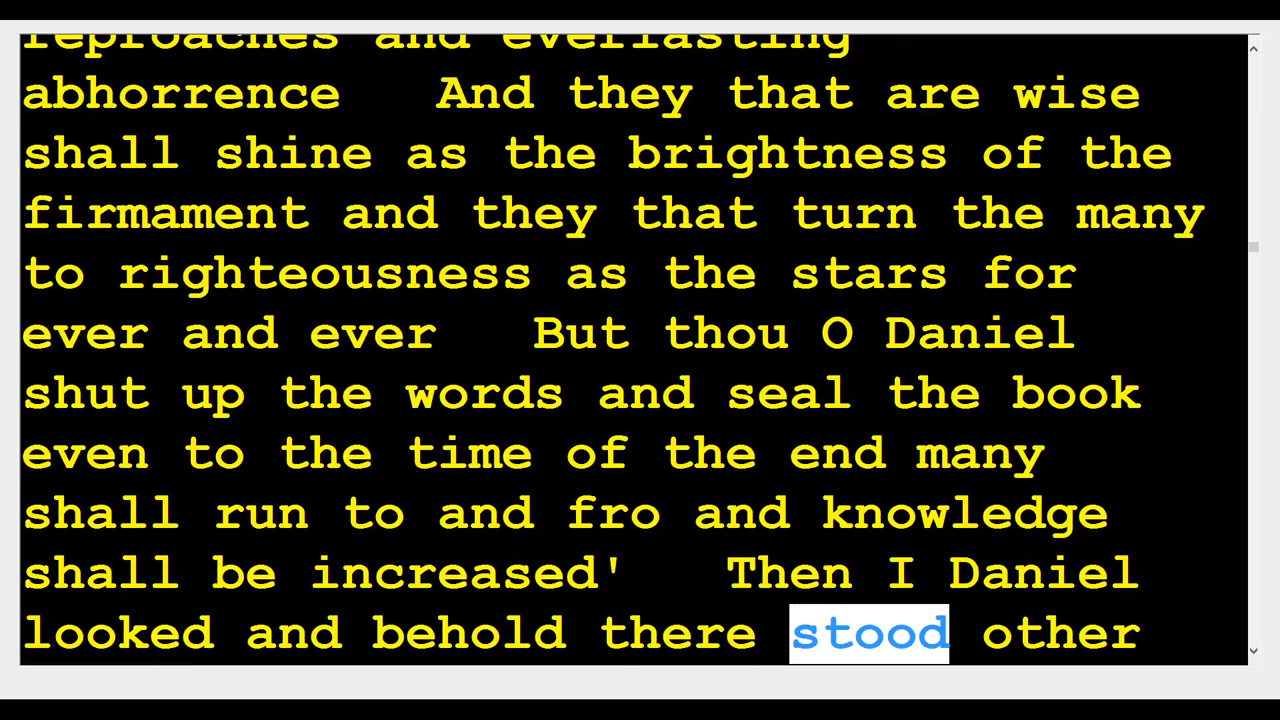 reproaches and everlasting
abhorrence And they that are wise
shall shine as the brightness of the
firmament and they that turn the many
to righteousness as the stars for
ever and ever But thou O Daniel
shut up the words and seal the book
even to the time of the end many
shall run to and fro and knowledge
shall be increased' Then I Daniel
looked and behold there stood other